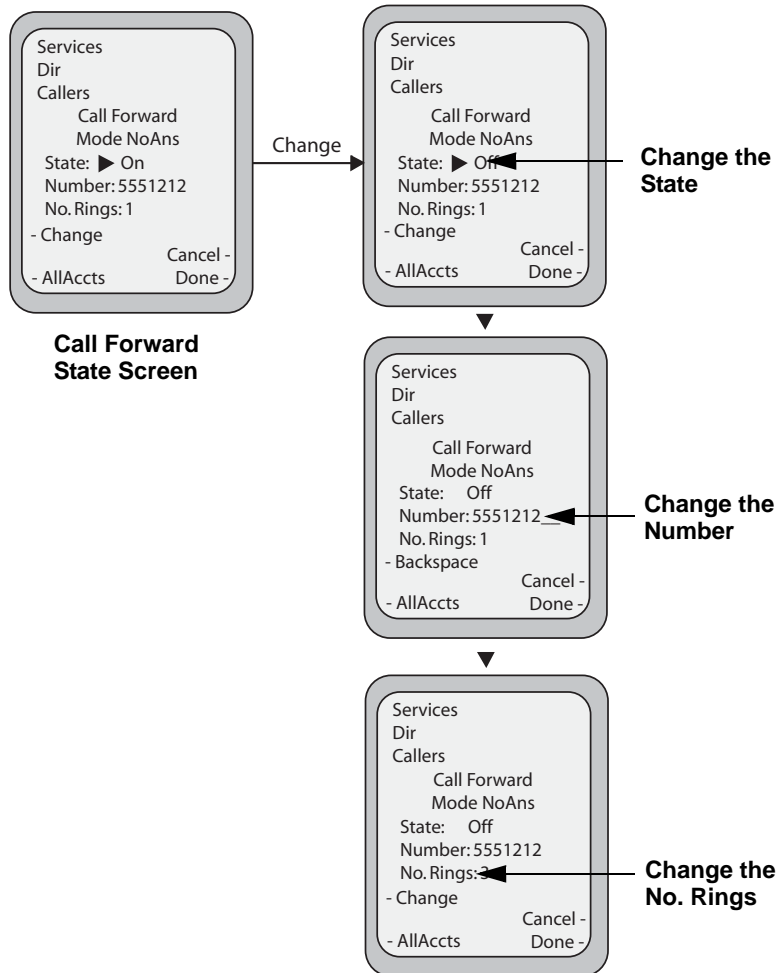 Services
Dir
Callers
Call Forward
Mode NoAns
State: ▶ On
Number: 5551212
No. Rings: 1
- Change
Cancel -
- AllAccts Done -
Call Forward
State Screen
Change
Services
Dir
Callers
Call Forward
Mode NoAns
State: ▶ Off
Number: 5551212
No. Rings: 1
- Change
Cancel -
- AllAccts Done -
Change the
State
Services
Dir
Callers
Call Forward
Mode NoAns
State: Off
Number: 5551212__
No. Rings: 1
- Backspace
Cancel -
- AllAccts Done -
Change the
Number
Services
Dir
Callers
Call Forward
Mode NoAns
State: Off
Number: 5551212
No. Rings:
- Change
Cancel -
- AllAccts Done -
Change the
No. Rings